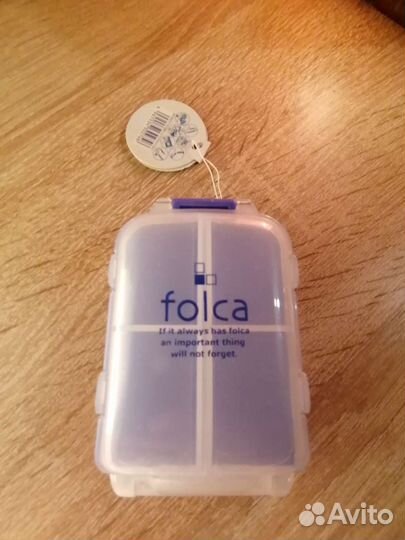 folca
If it always has folca
an important thing
will not forget.
Avito